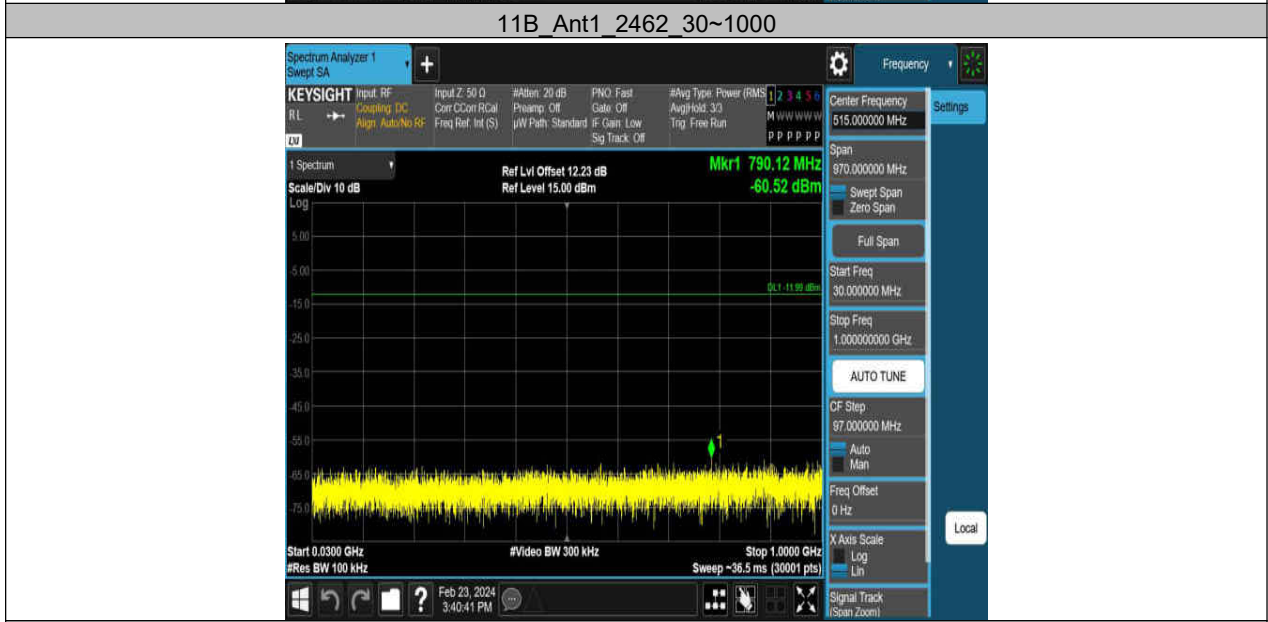 11B_Ant1_2462_30~1000
Spectrum Analyzer 1
Swept SA
+
Frequency
KEYSIGHT
RL
LXI
Input: RF
Coupling: DC
Align: Auto/No RF
Input Z: 50 Ω
Corr CCorr RCal
Freq Ref: Int (S)
#Atten: 20 dB
Preamp: Off
µW Path: Standard
PNO: Fast
Gate: Off
IF Gain: Low
Sig Track: Off
#Avg Type: Power (RMS
Avg|Hold: 3/3
Trig: Free Run
1 2 3 4 5 6
M W W W W W
P P P P P P
1 Spectrum
Scale/Div 10 dB
Log
Ref Lvl Offset 12.23 dB
Ref Level 15.00 dBm
Mkr1 790.12 MHz
-60.52 dBm
5.00
-5.00
DL1 -11.99 dBm
-15.0
-25.0
-35.0
-45.0
-55.0
1
-65.0
-75.0
Start 0.0300 GHz
#Res BW 100 kHz
#Video BW 300 kHz
Stop 1.0000 GHz
Sweep ~36.5 ms (30001 pts)
?
Feb 23, 2024
3:40:41 PM
Center Frequency
515.000000 MHz
Settings
Span
970.000000 MHz
Swept Span
Zero Span
Full Span
Start Freq
30.000000 MHz
Stop Freq
1.000000000 GHz
AUTO TUNE
CF Step
97.000000 MHz
Auto
Man
Freq Offset
0 Hz
Local
X Axis Scale
Log
Lin
Signal Track
(Span Zoom)